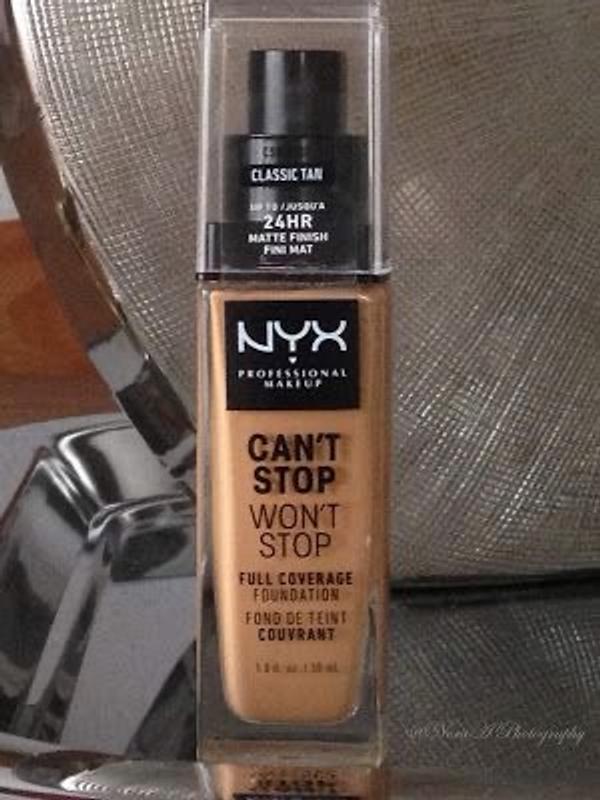 CLASSIC TAN
UP TO / JUSQU'A
24HR
MATTE FINISH
FINI MAT
NYX
PROFESSIONAL
MAKEUP
CAN'T
STOP
WON'T
STOP
FULL COVERAGE
FOUNDATION
FOND DE TEINT
COUVRANT
1.0 fl. oz. / 30 mL
Photography